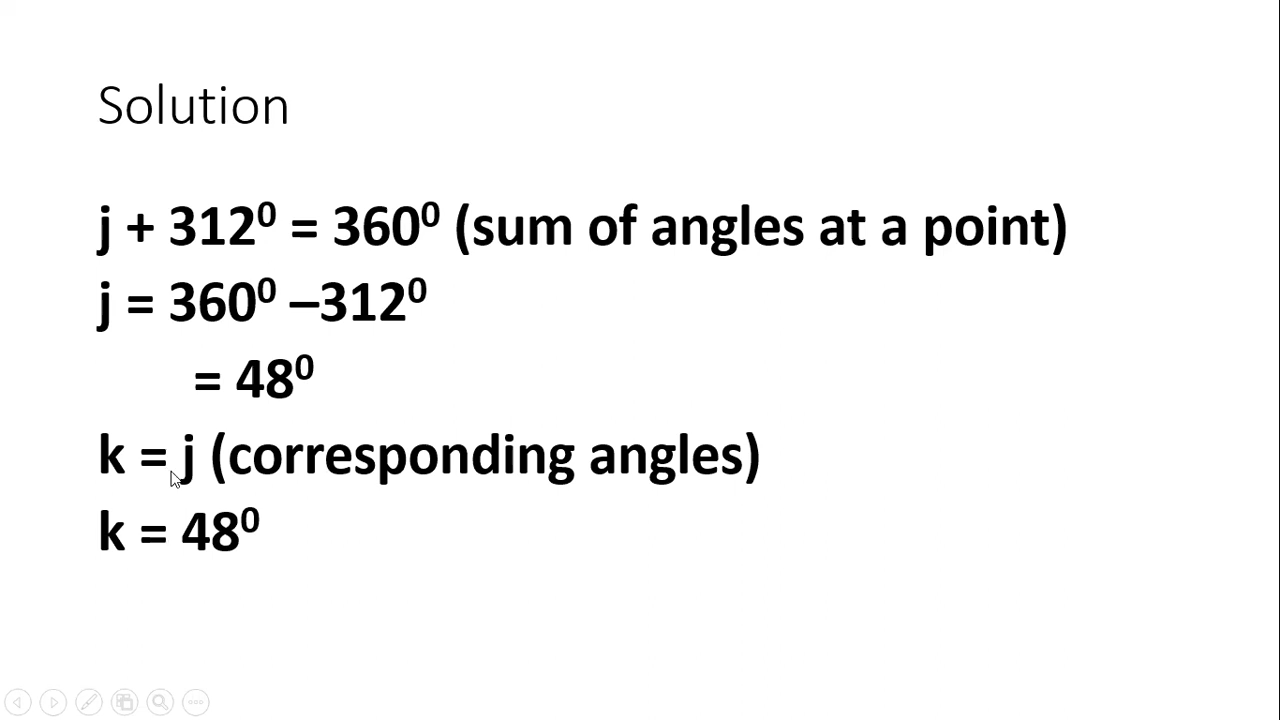 Solution
j + 312⁰ = 360⁰ (sum of angles at a point)
j = 360⁰ –312⁰
= 48⁰
k = j (corresponding angles)
k = 48⁰